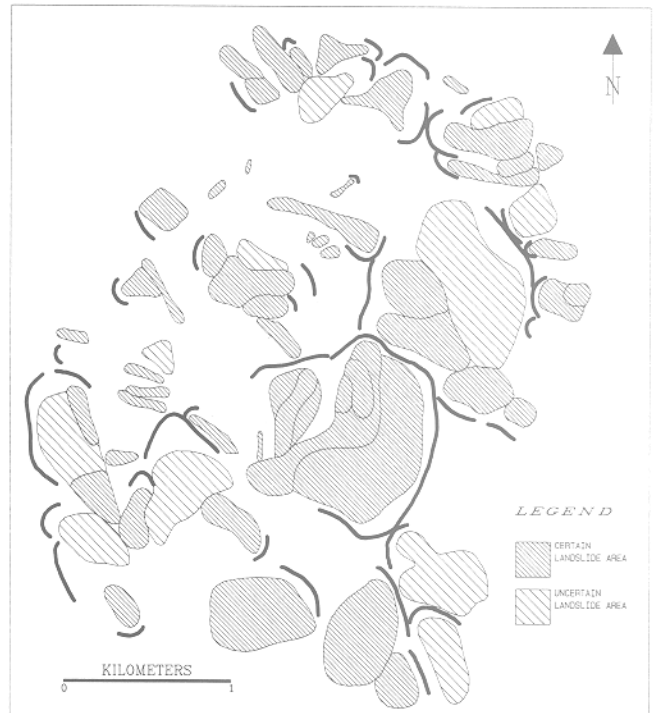 N
LEGEND
CERTAIN
LANDSLIDE AREA
UNCERTAIN
LANDSLIDE AREA
KILOMETERS
0 1